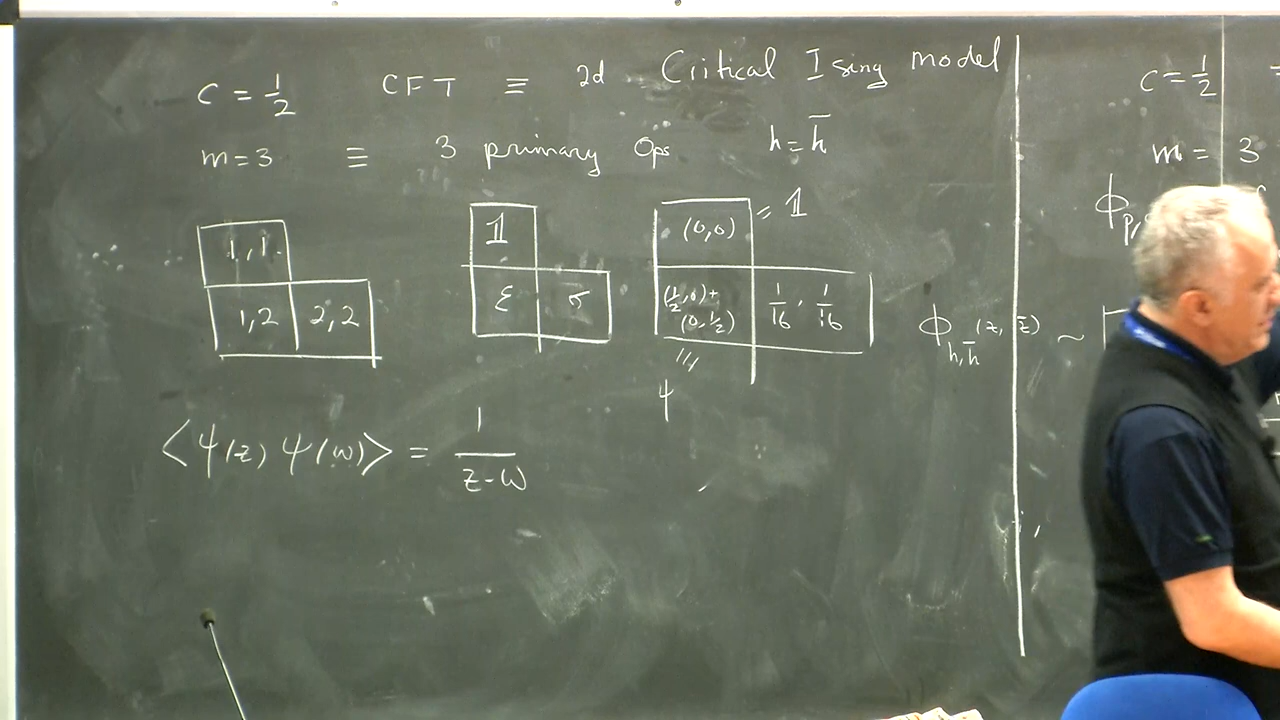 C = 1/2 CFT ≡ 2d Critical Ising model
m = 3 ≡ 3 primary Ops h = h̄
1,1
1,2 2,2
𝟙
ε σ
(0,0) = 𝟙
(1/2,0)+(0,1/2) 1/16, 1/16
≡
ψ
⟨ψ(z) ψ(w)⟩ = 1/(z-w)
C = 1/2
m = 3
ϕ_p,
ϕ_{h,h̄}(z, z̄) ~